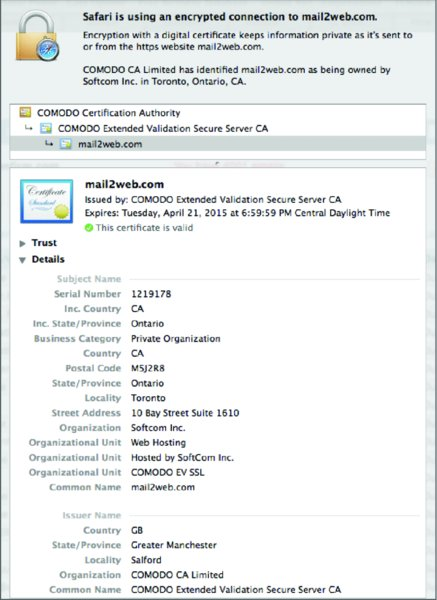 Safari is using an encrypted connection to mail2web.com.
Encryption with a digital certificate keeps information private as it's sent to
or from the https website mail2web.com.
COMODO CA Limited has identified mail2web.com as being owned by
Softcom Inc. in Toronto, Ontario, CA.
COMODO Certification Authority
COMODO Extended Validation Secure Server CA
mail2web.com
Certificate
Standard
mail2web.com
Issued by: COMODO Extended Validation Secure Server CA
Expires: Tuesday, April 21, 2015 at 6:59:59 PM Central Daylight Time
This certificate is valid
Trust
Details
Subject Name
Serial Number 1219178
Inc. Country CA
Inc. State/Province Ontario
Business Category Private Organization
Country CA
Postal Code M5J2R8
State/Province Ontario
Locality Toronto
Street Address 10 Bay Street Suite 1610
Organization Softcom Inc.
Organizational Unit Web Hosting
Organizational Unit Hosted by SoftCom Inc.
Organizational Unit COMODO EV SSL
Common Name mail2web.com
Issuer Name
Country GB
State/Province Greater Manchester
Locality Salford
Organization COMODO CA Limited
Common Name COMODO Extended Validation Secure Server CA